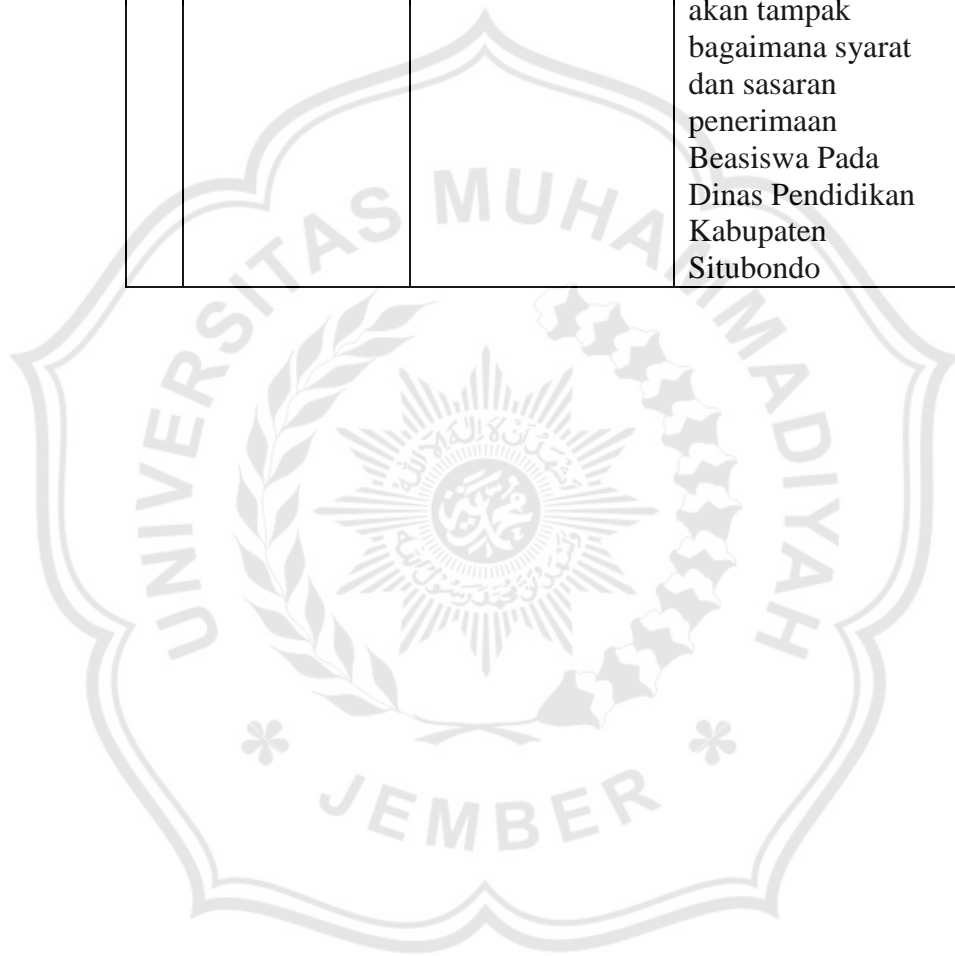 akan tampak
bagaimana syarat
dan sasaran
penerimaan
Beasiswa Pada
Dinas Pendidikan
Kabupaten
Situbondo
UNIVERSITAS MUHAMMADIYAH
JEMBER